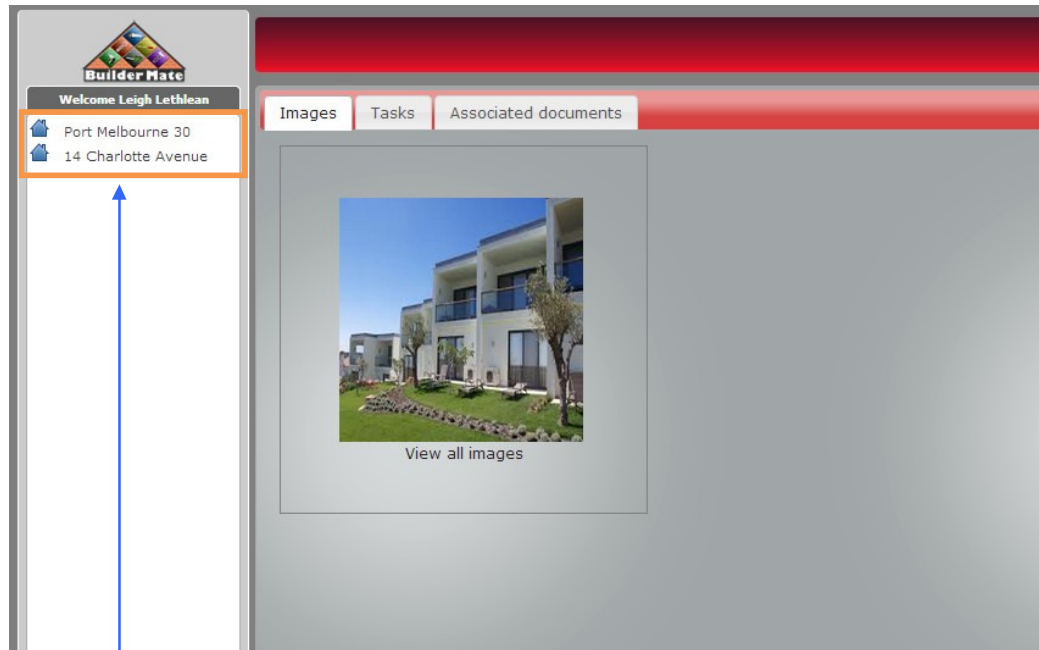 Builder Mate
Welcome Leigh Lethlean
Port Melbourne 30
14 Charlotte Avenue
Images
Tasks
Associated documents
View all images